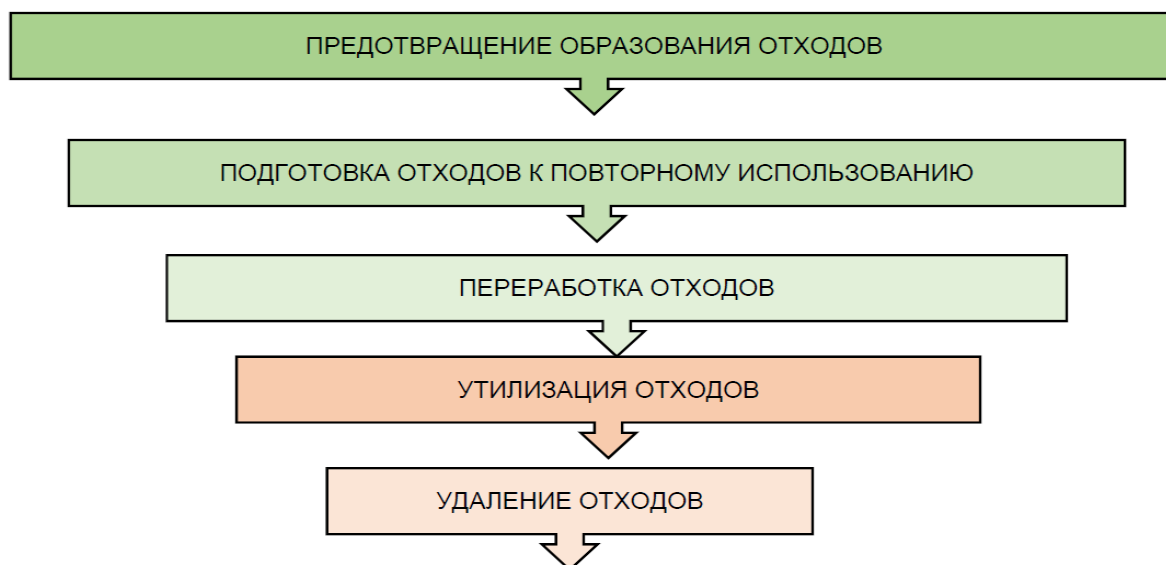 ПРЕДОТВРАЩЕНИЕ ОБРАЗОВАНИЯ ОТХОДОВ
ПОДГОТОВКА ОТХОДОВ К ПОВТОРНОМУ ИСПОЛЬЗОВАНИЮ
ПЕРЕРАБОТКА ОТХОДОВ
УТИЛИЗАЦИЯ ОТХОДОВ
УДАЛЕНИЕ ОТХОДОВ